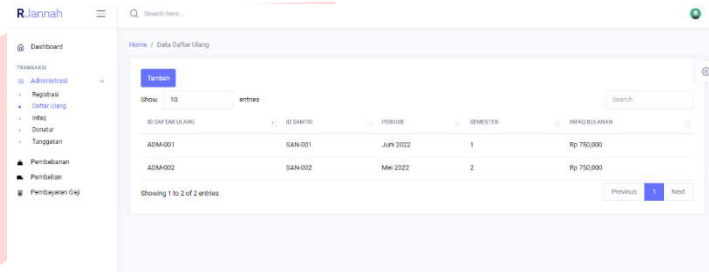 RJannah
Search here...
Home / Data Daftar Ulang
Dashboard
TRANSAKSI
Administrasi
Registrasi
Daftar Ulang
Infaq
Donatur
Tunggakan
Pembebanan
Pembelian
Pembayaran Gaji
Tambah
Show 10 entries
Search
ID DAFTAR ULANG ID SANTRI PERIODE SEMESTER INFAQ BULANAN
ADM-001 SAN-001 Juni 2022 1 Rp 750,000
ADM-002 SAN-002 Mei 2022 2 Rp 750,000
Showing 1 to 2 of 2 entries
Previous 1 Next